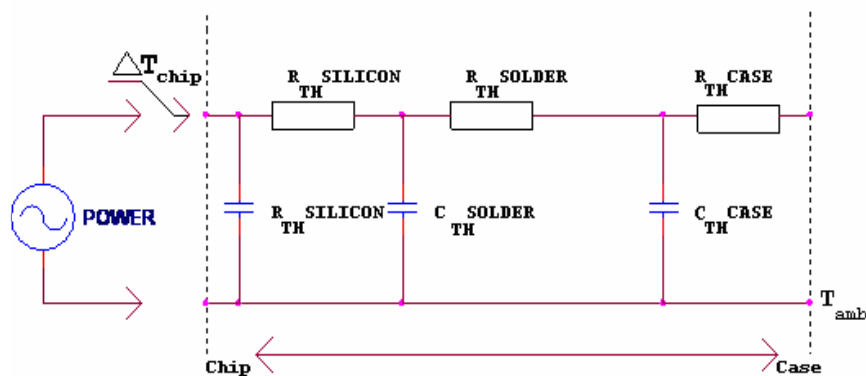 ΔT chip
R TH SILICON
R TH SOLDER
R TH CASE
POWER
R TH SILICON
C TH SOLDER
C TH CASE
T amb
Chip
Case